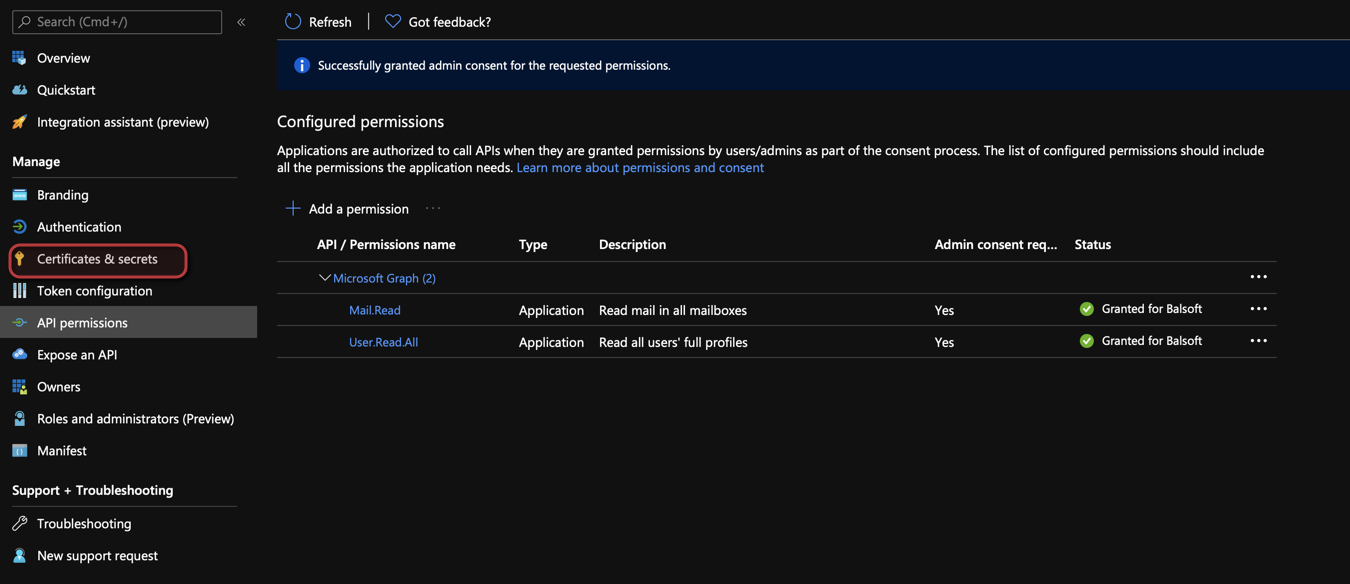 Search (Cmd+/)
«
Overview
Quickstart
Integration assistant (preview)
Manage
Branding
Authentication
Certificates & secrets
Token configuration
API permissions
Expose an API
Owners
Roles and administrators (Preview)
Manifest
Support + Troubleshooting
Troubleshooting
New support request
Refresh | Got feedback?
Successfully granted admin consent for the requested permissions.
Configured permissions
Applications are authorized to call APIs when they are granted permissions by users/admins as part of the consent process. The list of configured permissions should include
all the permissions the application needs. Learn more about permissions and consent
+ Add a permission ...
API / Permissions name Type Description Admin consent req... Status
Microsoft Graph (2) ...
Mail.Read Application Read mail in all mailboxes Yes Granted for Balsoft ...
User.Read.All Application Read all users' full profiles Yes Granted for Balsoft ...